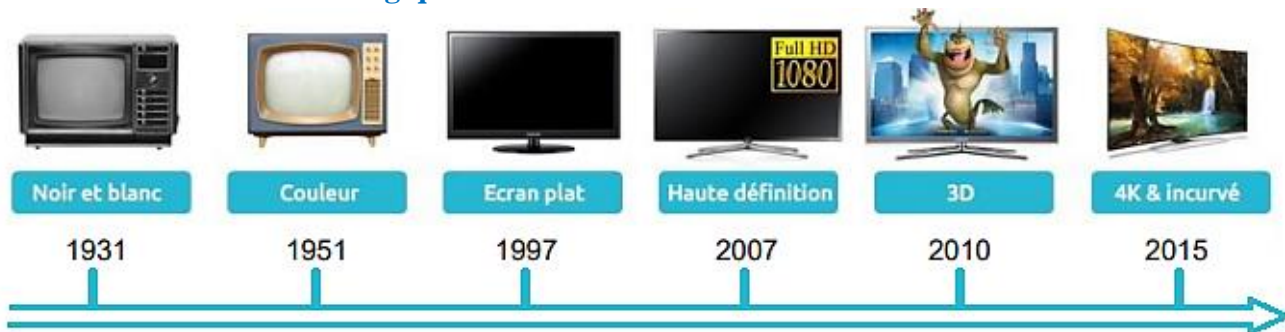 Full HD
1080
Noir et blanc
Couleur
Ecran plat
Haute définition
3D
4K & incurvé
1931
1951
1997
2007
2010
2015